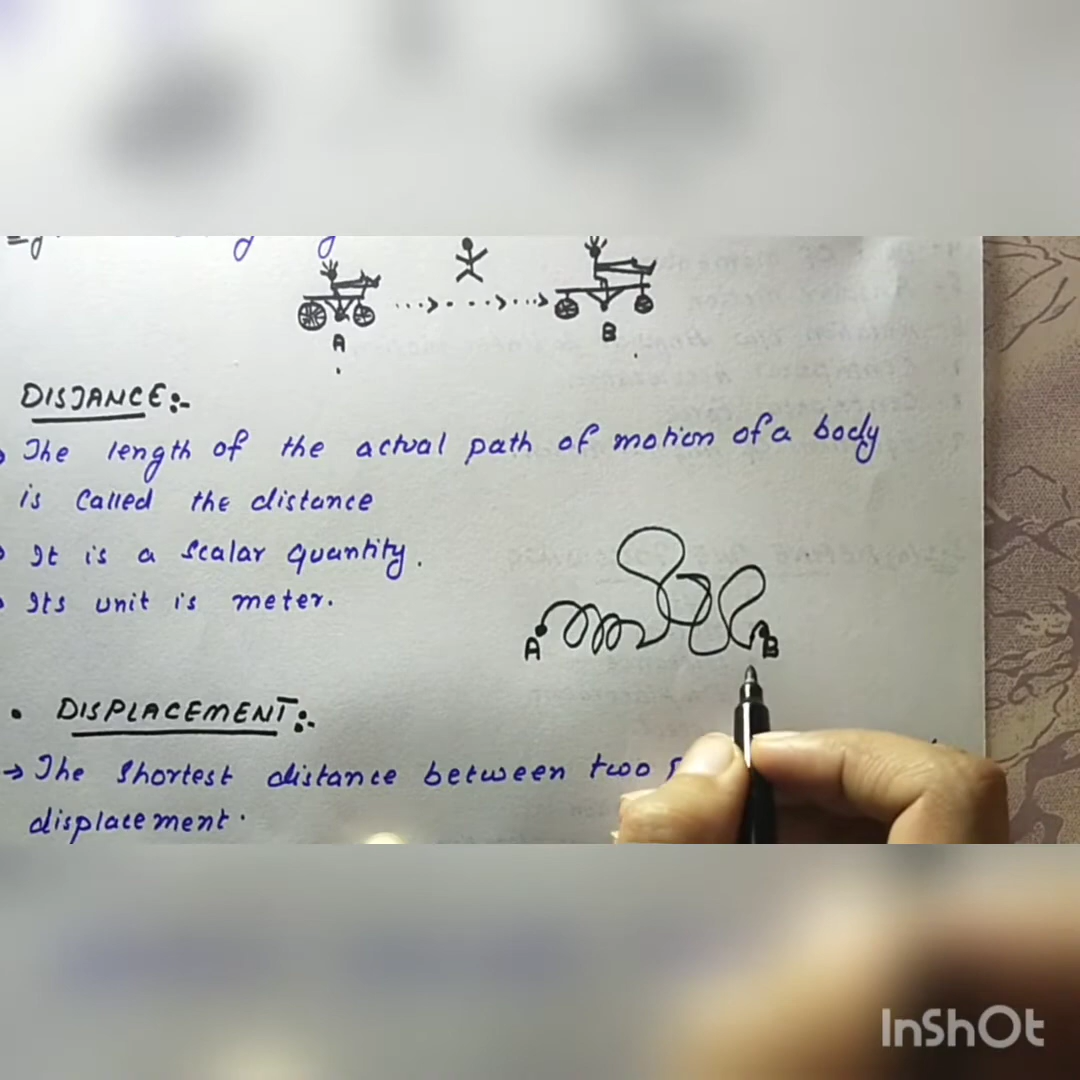 A
B
DISTANCE:-
The length of the actual path of motion of a body
is called the distance
It is a scalar quantity.
Its unit is meter.
A
B
• DISPLACEMENT:-
→ The shortest distance between two
displacement.
InShOt